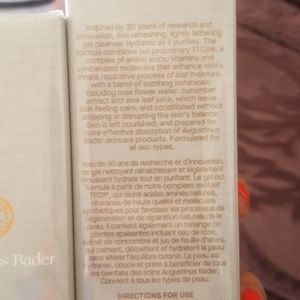 Inspired by 30 years of research and
innovation, this refreshing, lightly lathering
gel cleanser hydrates as it purifies. The
formula combines our proprietary TFC8®, a
complex of amino acids, vitamins and
synthesized molecules that enhance skin's
innate reparative process of lost moisture,
with a blend of soothing botanicals
including rose flower water, cucumber
extract and aloe leaf juice, which leave
skin feeling calm, and conditioned without
stripping or disrupting the skin's balance.
Skin is left nourished, and prepared for
more effective absorption of Augustinus
Bader skincare products. Formulated for
all skin types.
de 30 ans de recherche et d'innovation,
ce gel nettoyant rafraîchissant et légèrement
moussant hydrate tout en purifiant. Le gel est
formulé à partir de notre complexe exclusif
TFC8®, qui réunit acides aminés naturels,
vitamines de haute qualité et molécules
synthétiques pour favoriser les processus de
régénération et de réparation naturels de la
peau. Il contient également un mélange de
plantes apaisantes incluant eau de rose,
extrait de concombre et jus de feuille d'aloès,
qui calment, détoxifient et hydratent la peau
sans altérer l'équilibre cutané. La peau est
hydratée, douce et prête à bénéficier de tous
les bienfaits des soins Augustinus Bader.
Convient à tous les types de peau.
DIRECTIONS FOR USE
us Bader